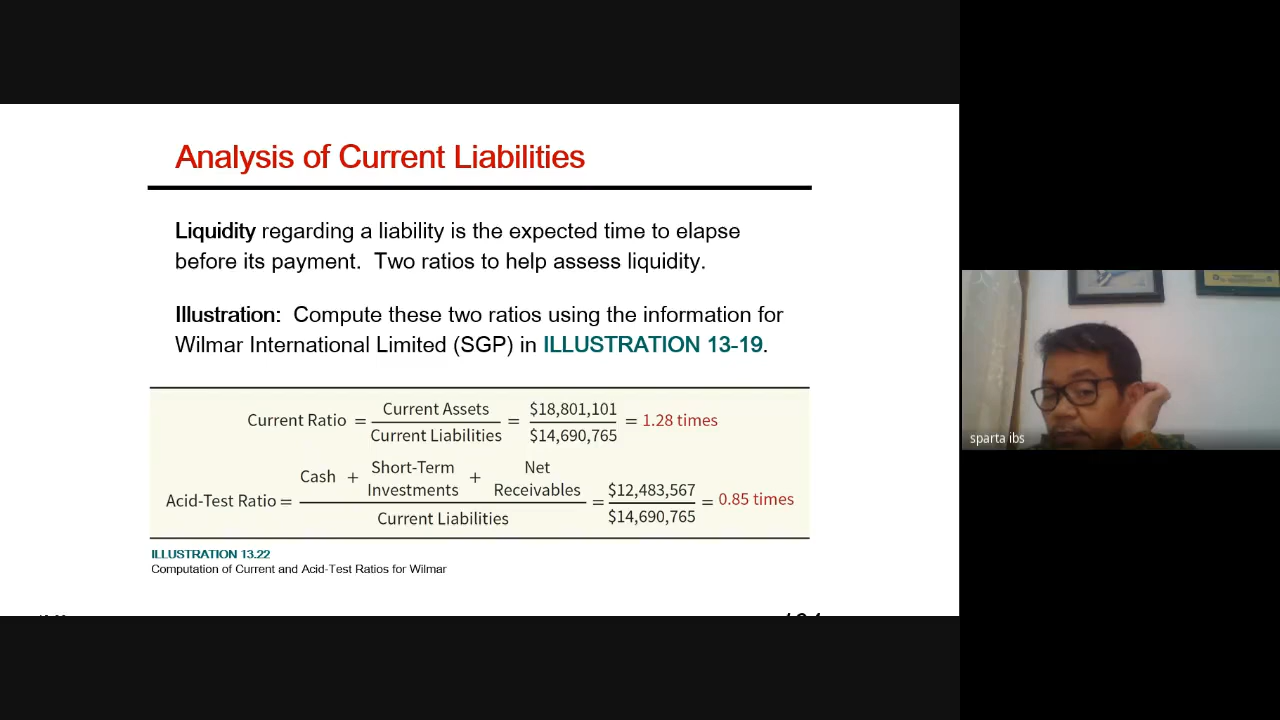 Analysis of Current Liabilities
Liquidity regarding a liability is the expected time to elapse
before its payment. Two ratios to help assess liquidity.
Illustration: Compute these two ratios using the information for
Wilmar International Limited (SGP) in ILLUSTRATION 13-19.
Current Ratio = Current Assets / Current Liabilities = $18,801,101 / $14,690,765 = 1.28 times
Acid-Test Ratio = Cash + Short-Term Investments + Net Receivables / Current Liabilities = $12,483,567 / $14,690,765 = 0.85 times
ILLUSTRATION 13.22
Computation of Current and Acid-Test Ratios for Wilmar
sparta ibs